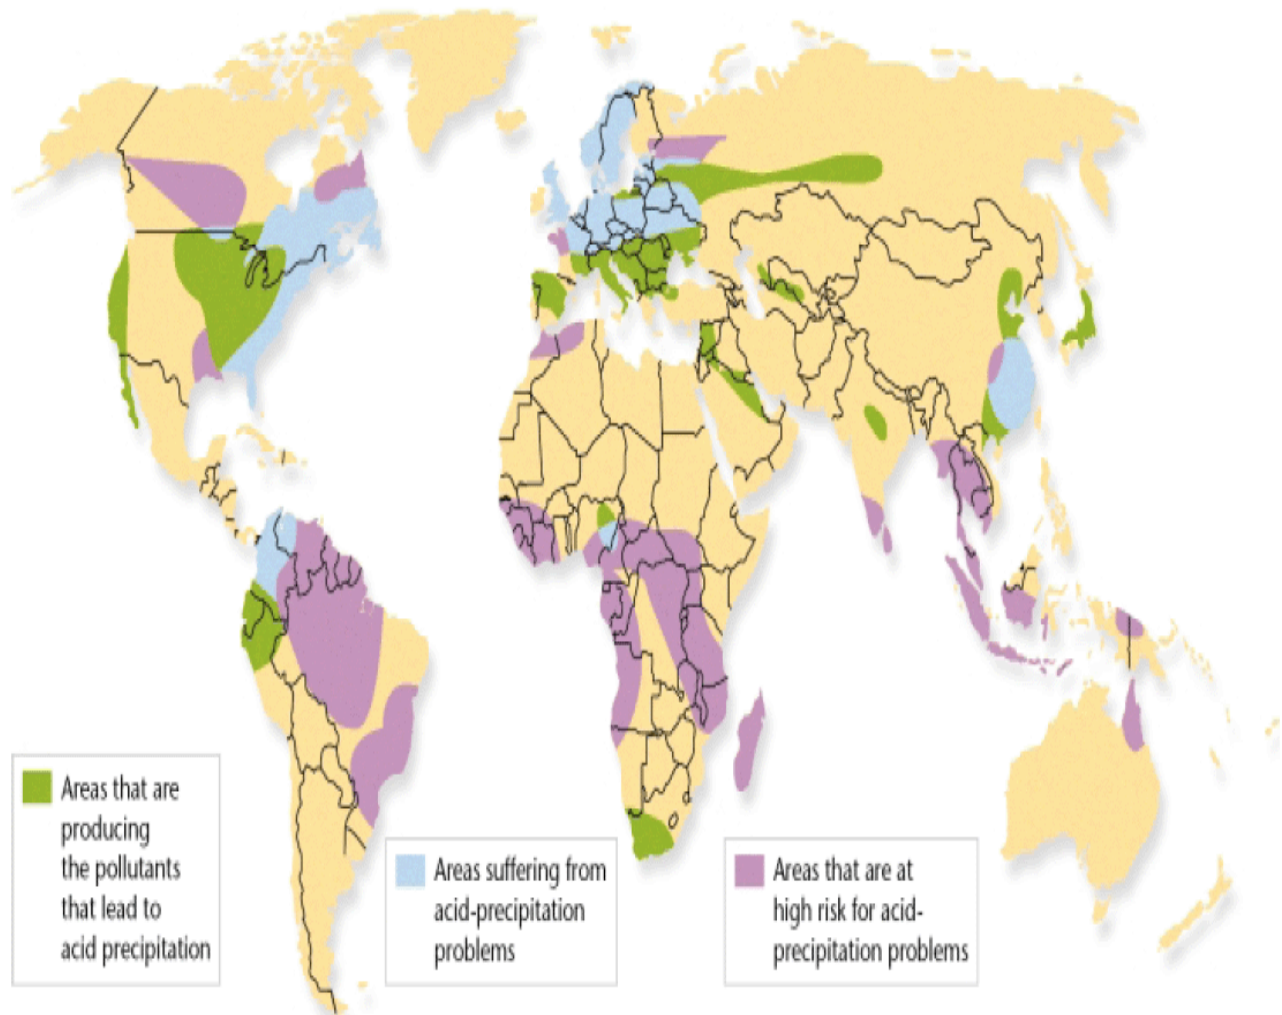 Areas that are
producing
the pollutants
that lead to
acid precipitation
Areas suffering from
acid-precipitation
problems
Areas that are at
high risk for acid-
precipitation problems